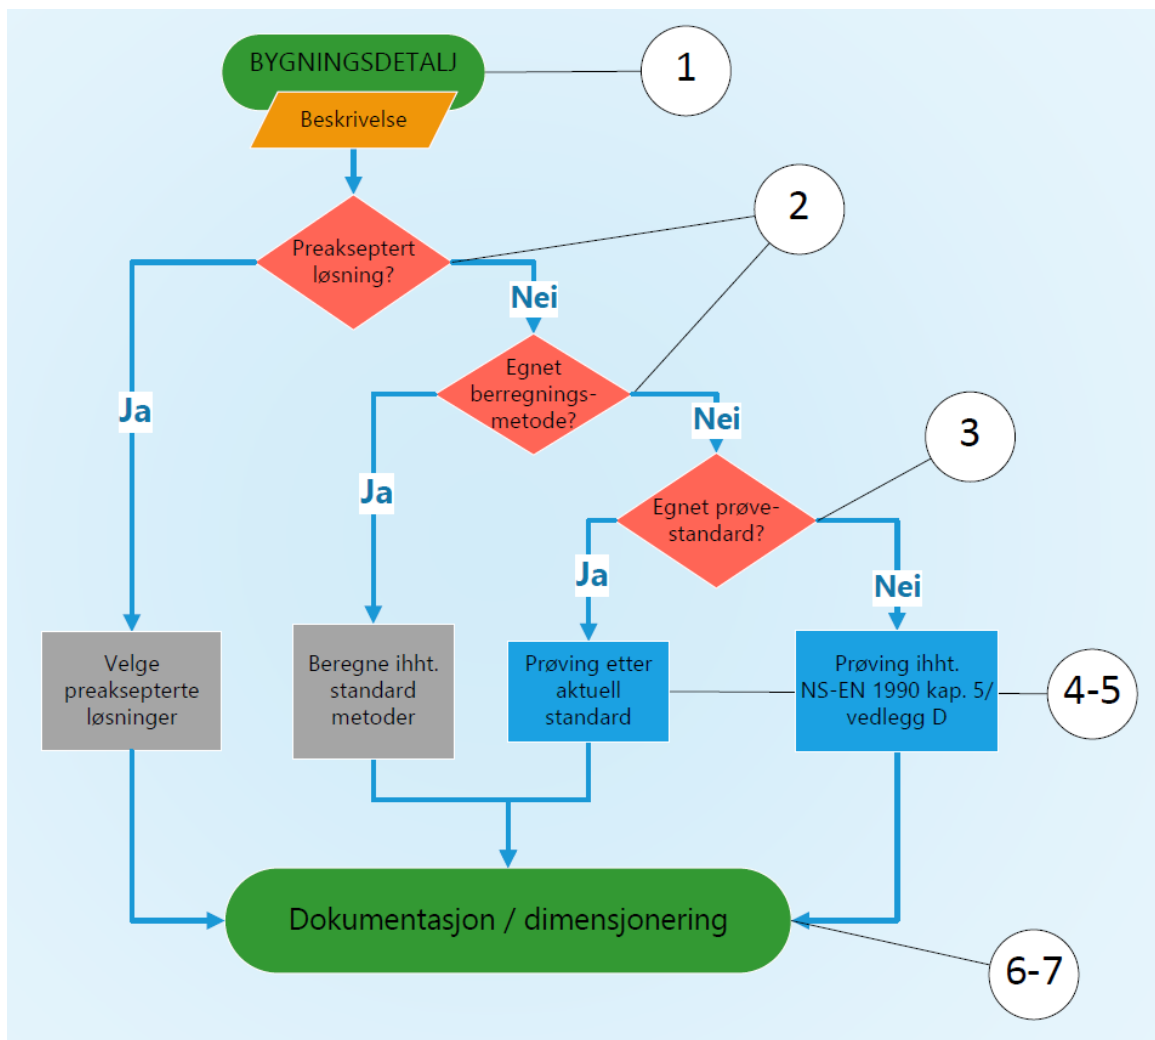 BYGNINGSDETALJ
1
Beskrivelse
2
Preakseptert
løsning?
Nei
Egnet
berregnings-
metode?
Ja
Nei
3
Ja
Egnet prøve-
standard?
Ja
Nei
Velge
preaksepterte
løsninger
Beregne ihht.
standard
metoder
Prøving etter
aktuell
standard
Prøving ihht.
NS-EN 1990 kap. 5/
vedlegg D
4-5
Dokumentasjon / dimensjonering
6-7